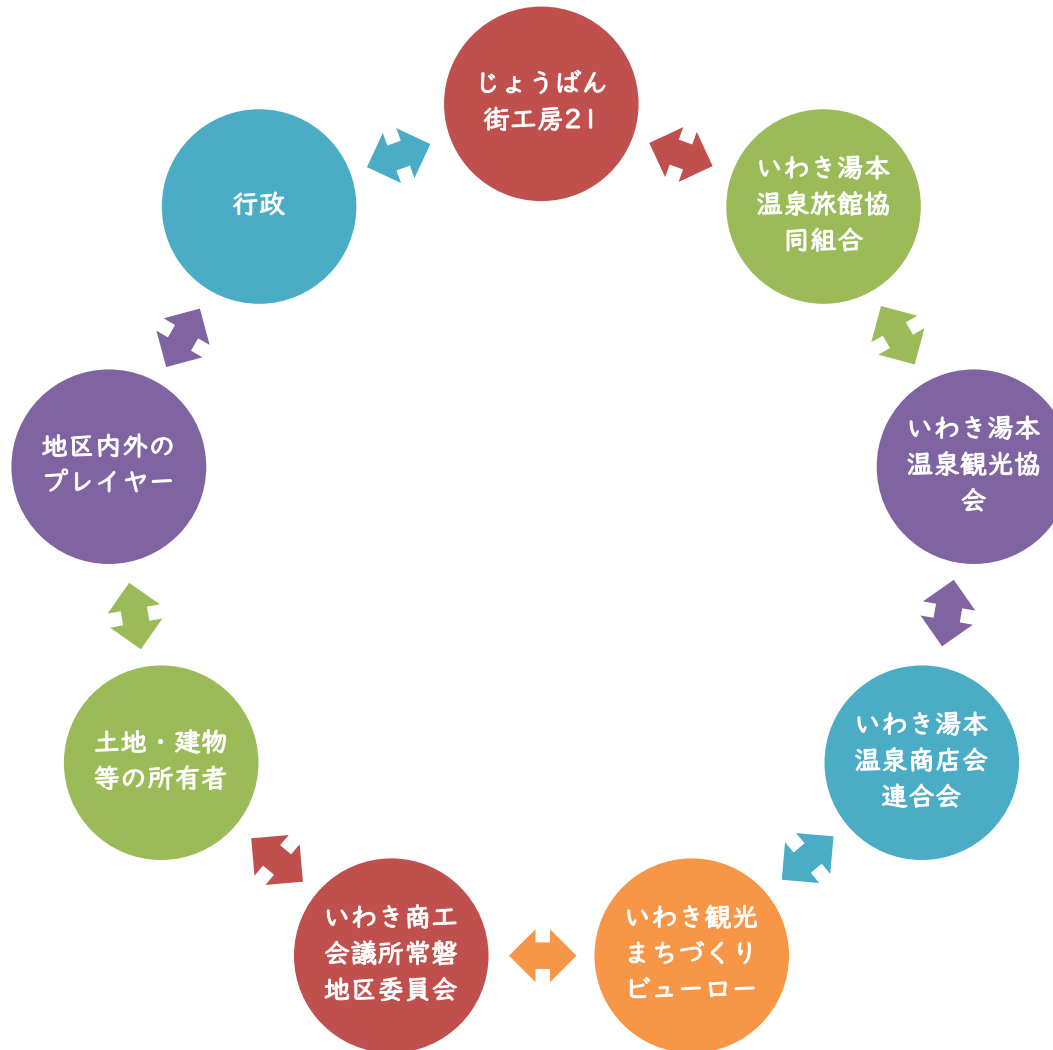 じょうばん
街工房21
いわき湯本
温泉旅館協
同組合
いわき湯本
温泉観光協
会
いわき湯本
温泉商店会
連合会
いわき観光
まちづくり
ビューロー
いわき商工
会議所常磐
地区委員会
土地・建物
等の所有者
地区内外の
プレイヤー
行政